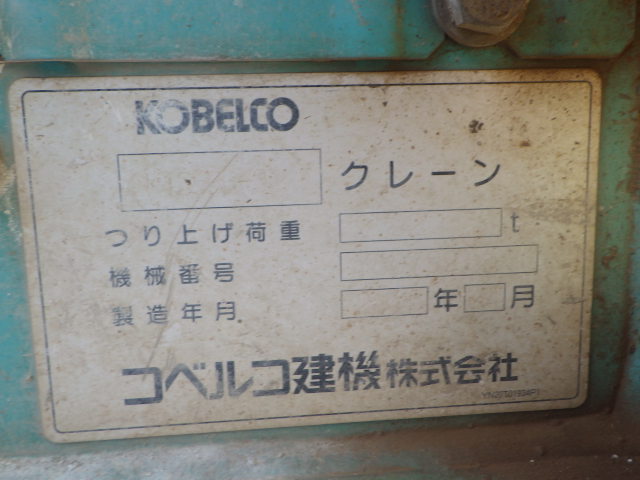 KOBELCO
クレーン
つり上げ荷重 t
機械番号
製造年月 年 月
コベルコ建機株式会社